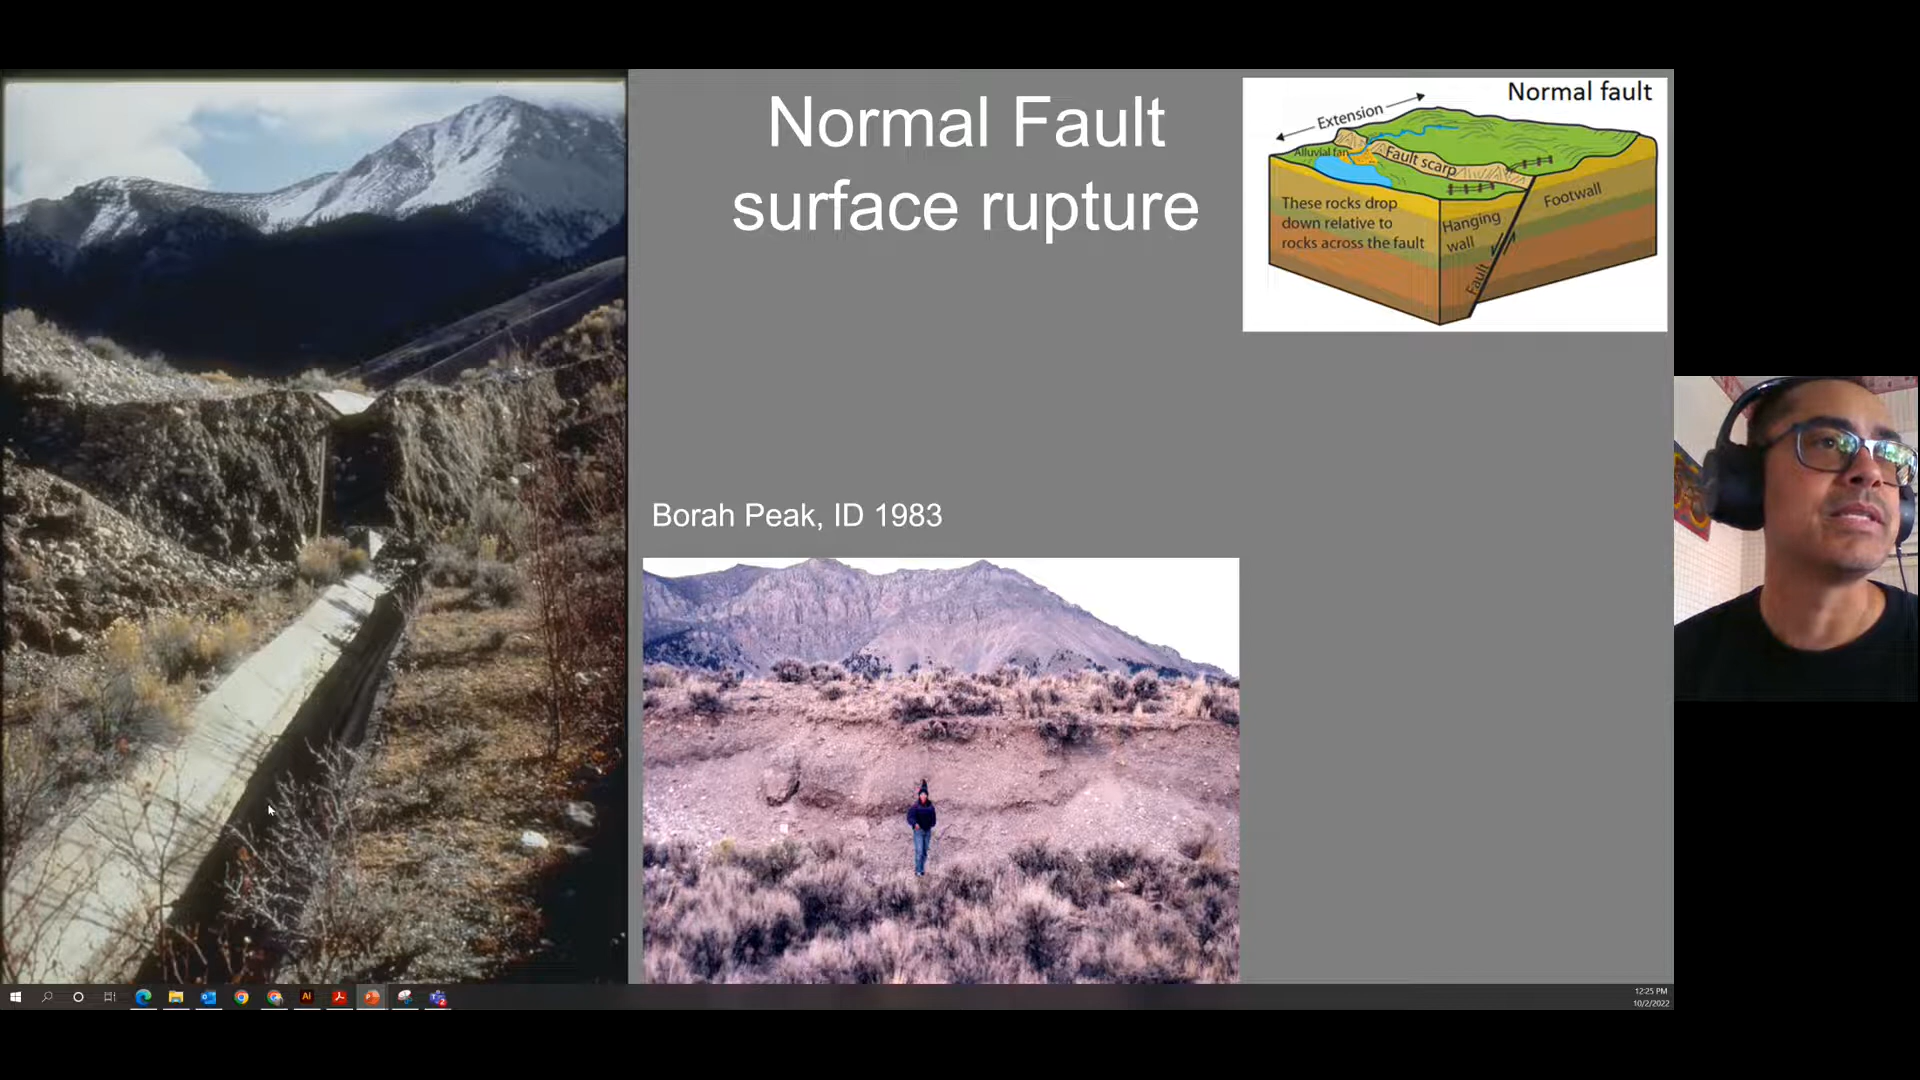 Normal Fault
surface rupture
Normal fault
Extension
Alluvial fan
Fault scarp
These rocks drop
down relative to
rocks across the fault
Hanging
wall
Footwall
Fault
Borah Peak, ID 1983
Ai
12:25 PM
10/2/2022